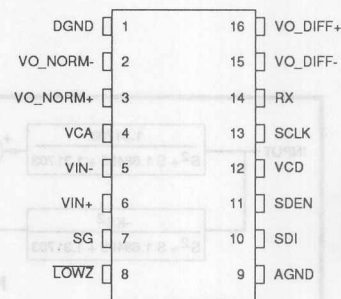 DGND 1 16 VO_DIFF+
VO_NORM- 2 15 VO_DIFF-
VO_NORM+ 3 14 RX
VCA 4 13 SCLK
VIN- 5 12 VCD
VIN+ 6 11 SDEN
SG 7 10 SDI
LOWZ 8 9 AGND